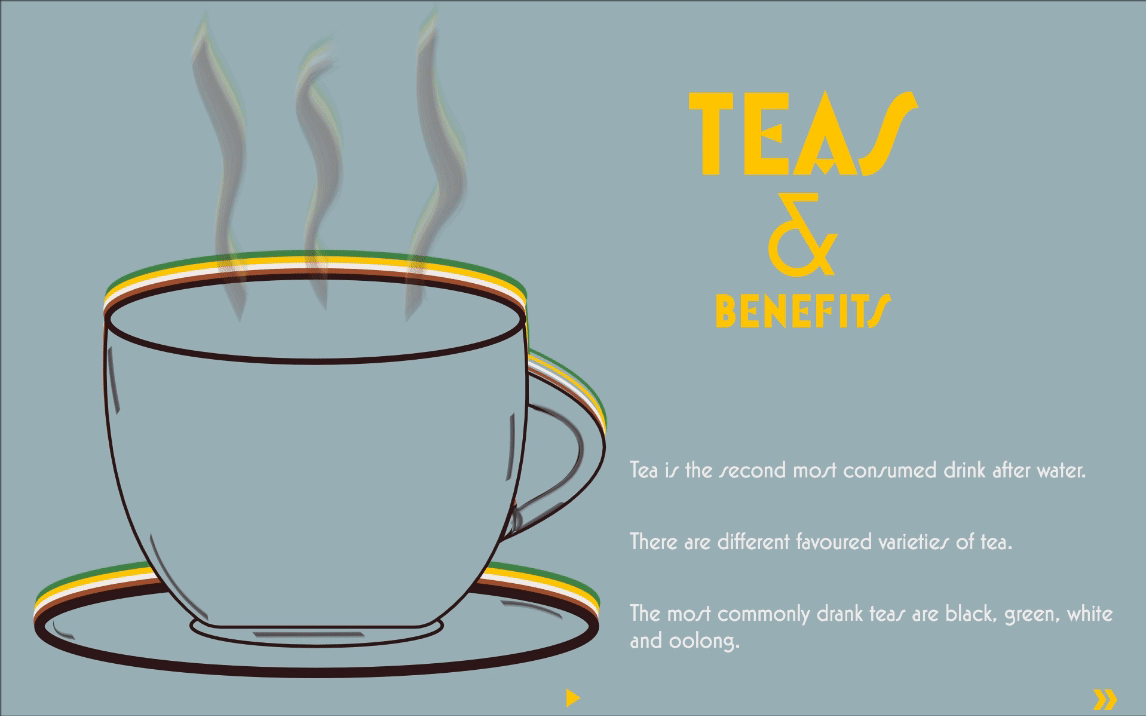 TEAS
&
BENEFITS
Tea is the second most consumed drink after water.
There are different favoured varieties of tea.
The most commonly drank teas are black, green, white
and oolong.